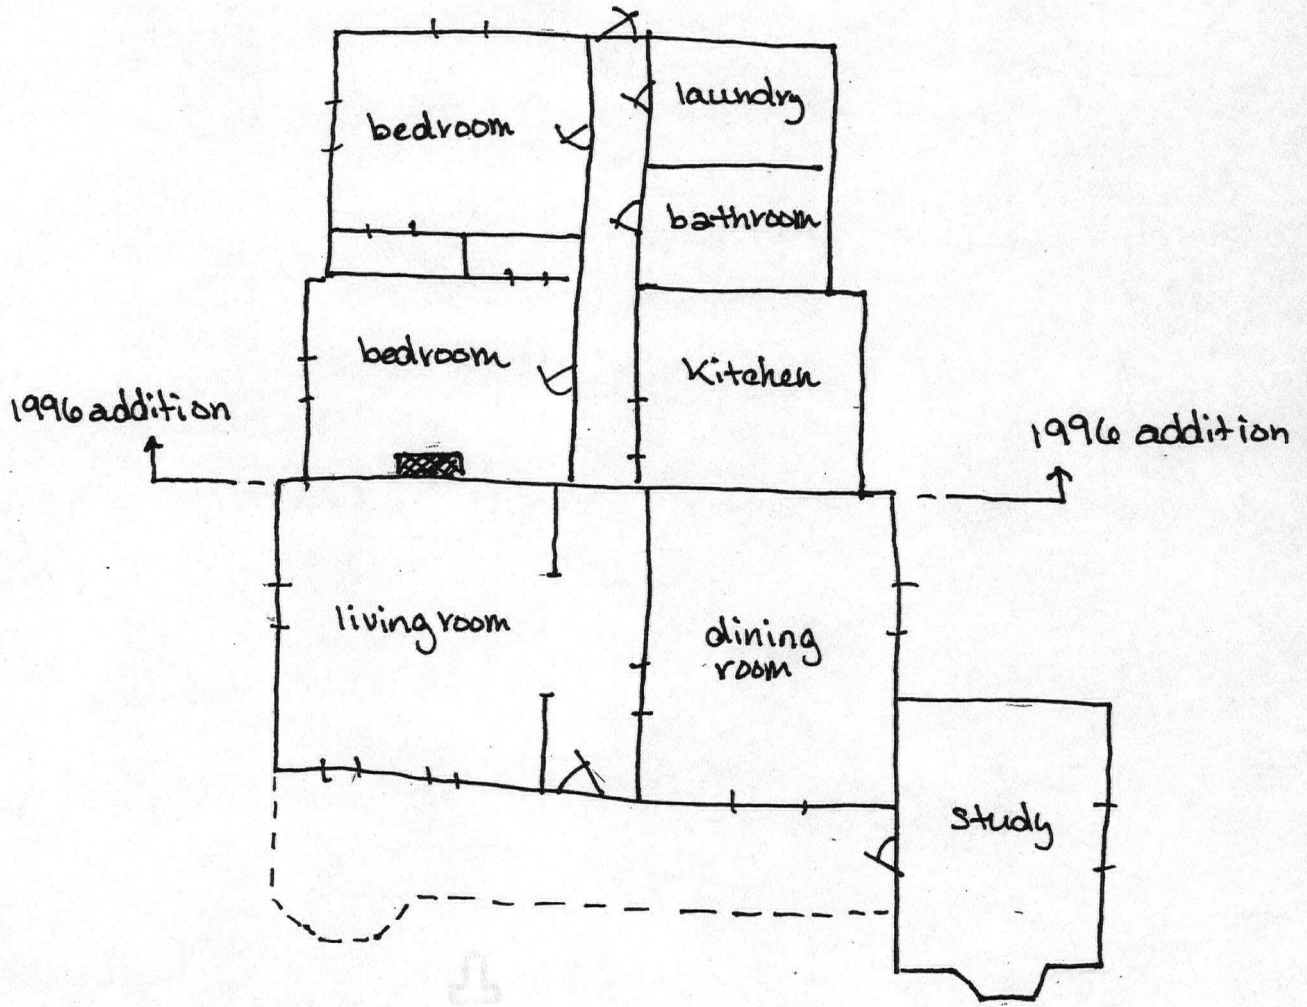 laundry
bedroom
bathroom
bedroom
Kitchen
1996 addition
1996 addition
living room
dining
room
study